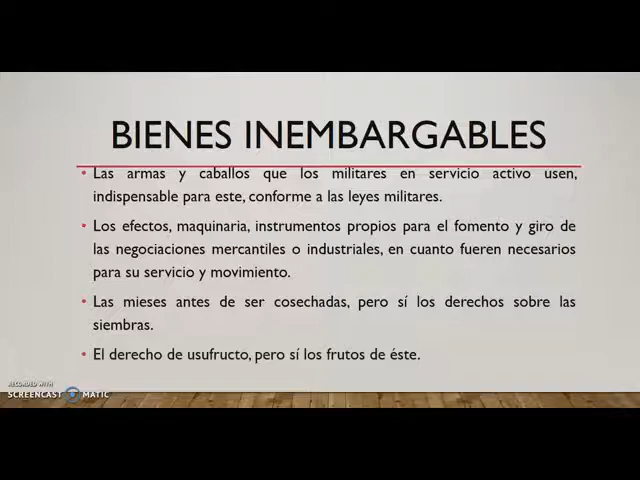 BIENES INEMBARGABLES
• Las armas y caballos que los militares en servicio activo usen,
indispensable para este, conforme a las leyes militares.
• Los efectos, maquinaria, instrumentos propios para el fomento y giro de
las negociaciones mercantiles o industriales, en cuanto fueren necesarios
para su servicio y movimiento.
• Las mieses antes de ser cosechadas, pero sí los derechos sobre las
siembras.
• El derecho de usufructo, pero sí los frutos de éste.
RECORDED WITH
SCREENCAST MATIC